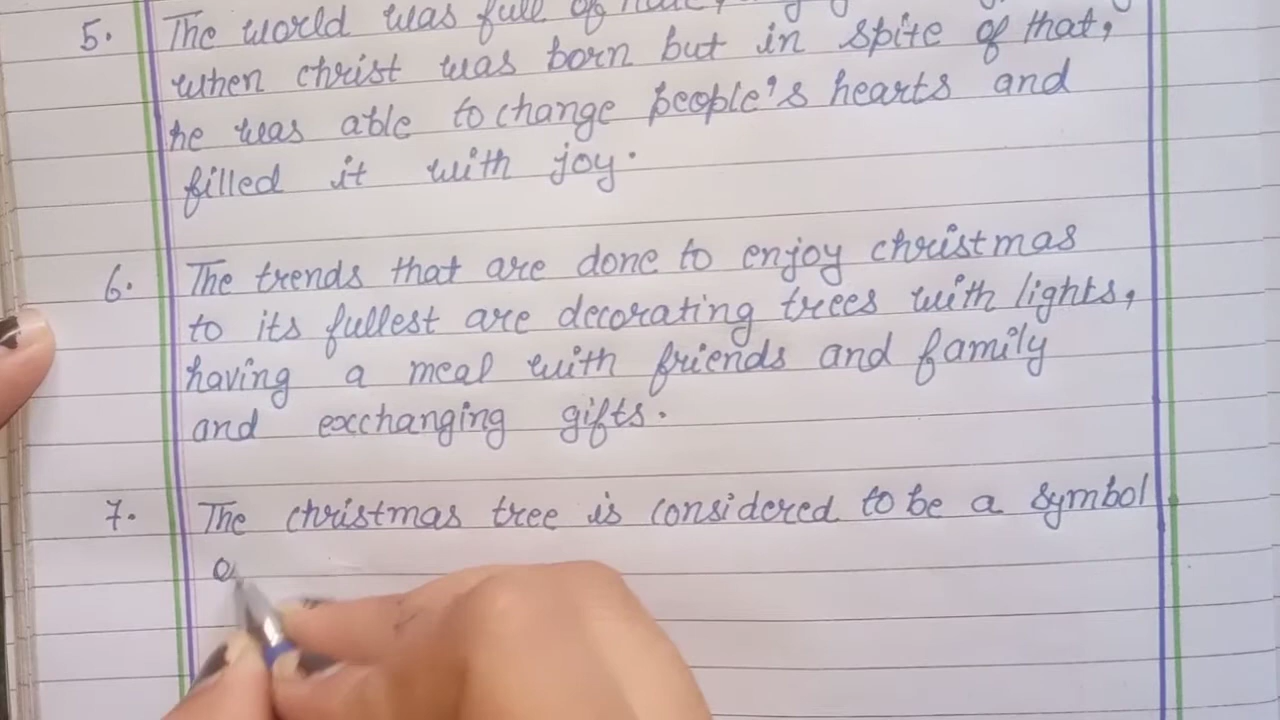 5. The world was full of
when christ was born but in spite of that,
he was able to change people's hearts and
filled it with joy.
6. The trends that are done to enjoy christmas
to its fullest are decorating trees with lights,
having a meal with friends and family
and exchanging gifts.
7. The christmas tree is considered to be a symbol